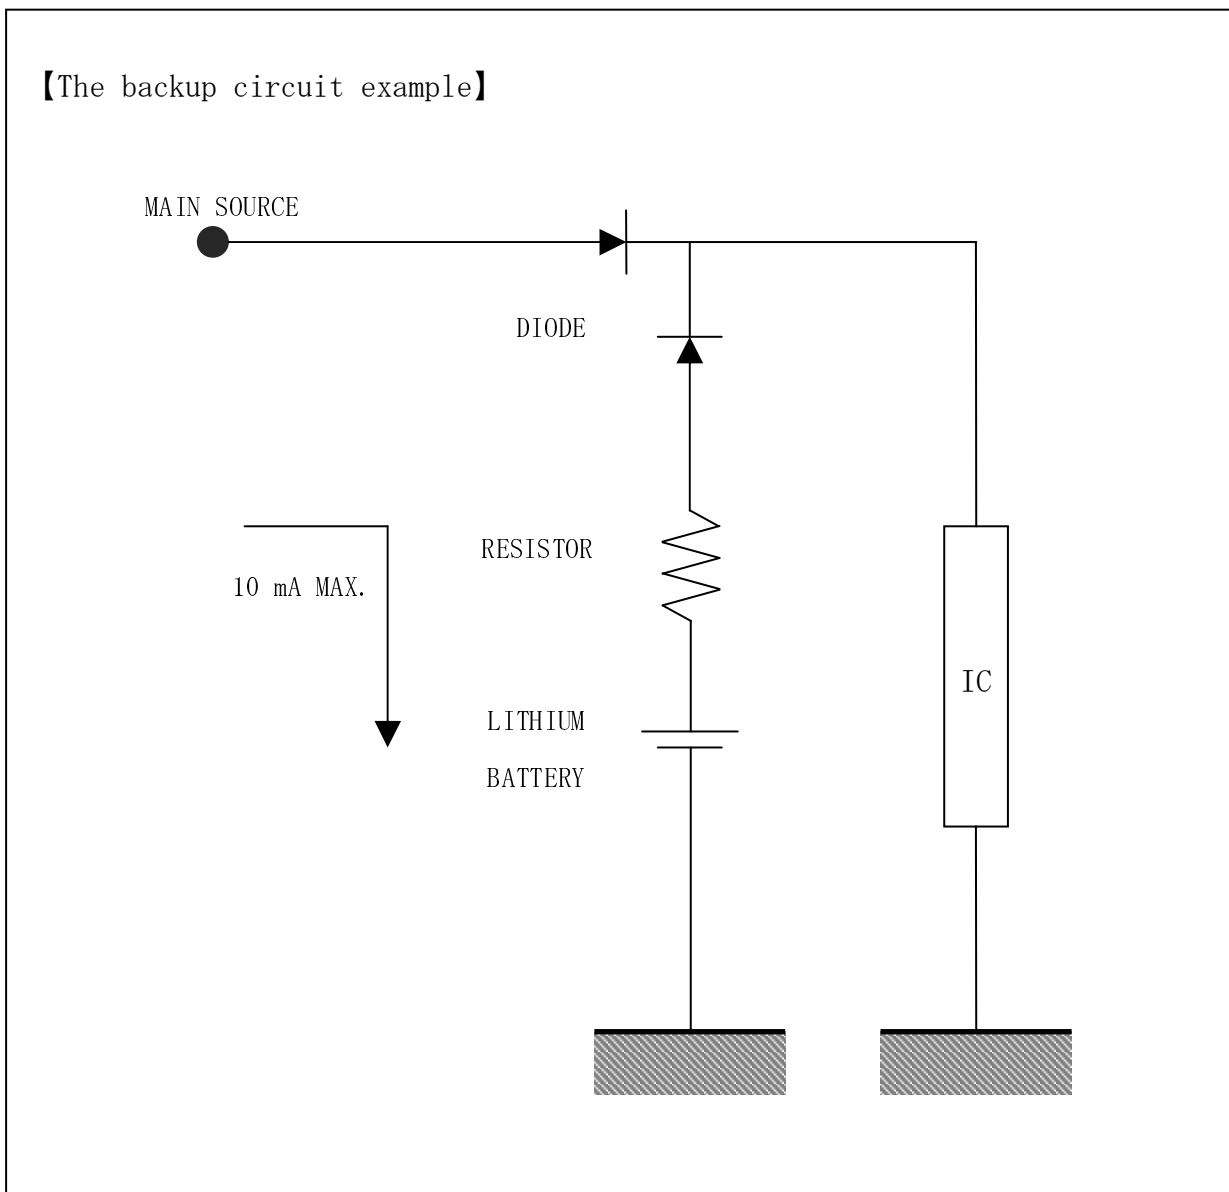 【The backup circuit example】
MAIN SOURCE
DIODE
RESISTOR
10 mA MAX.
IC
LITHIUM
BATTERY